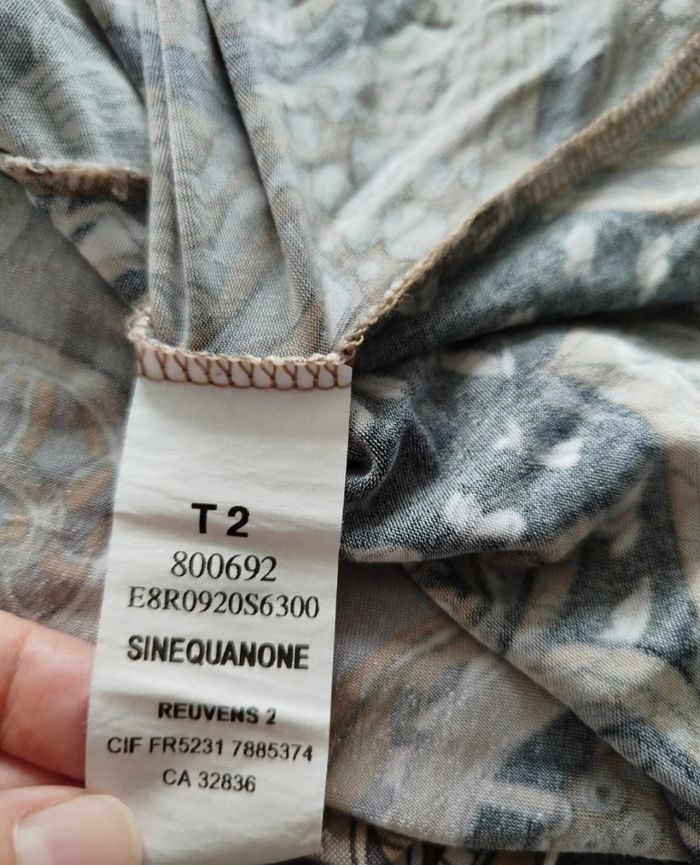 T 2
800692
E8R0920S6300
SINEQUANONE
REUVENS 2
CIF FR5231 7885374
CA 32836